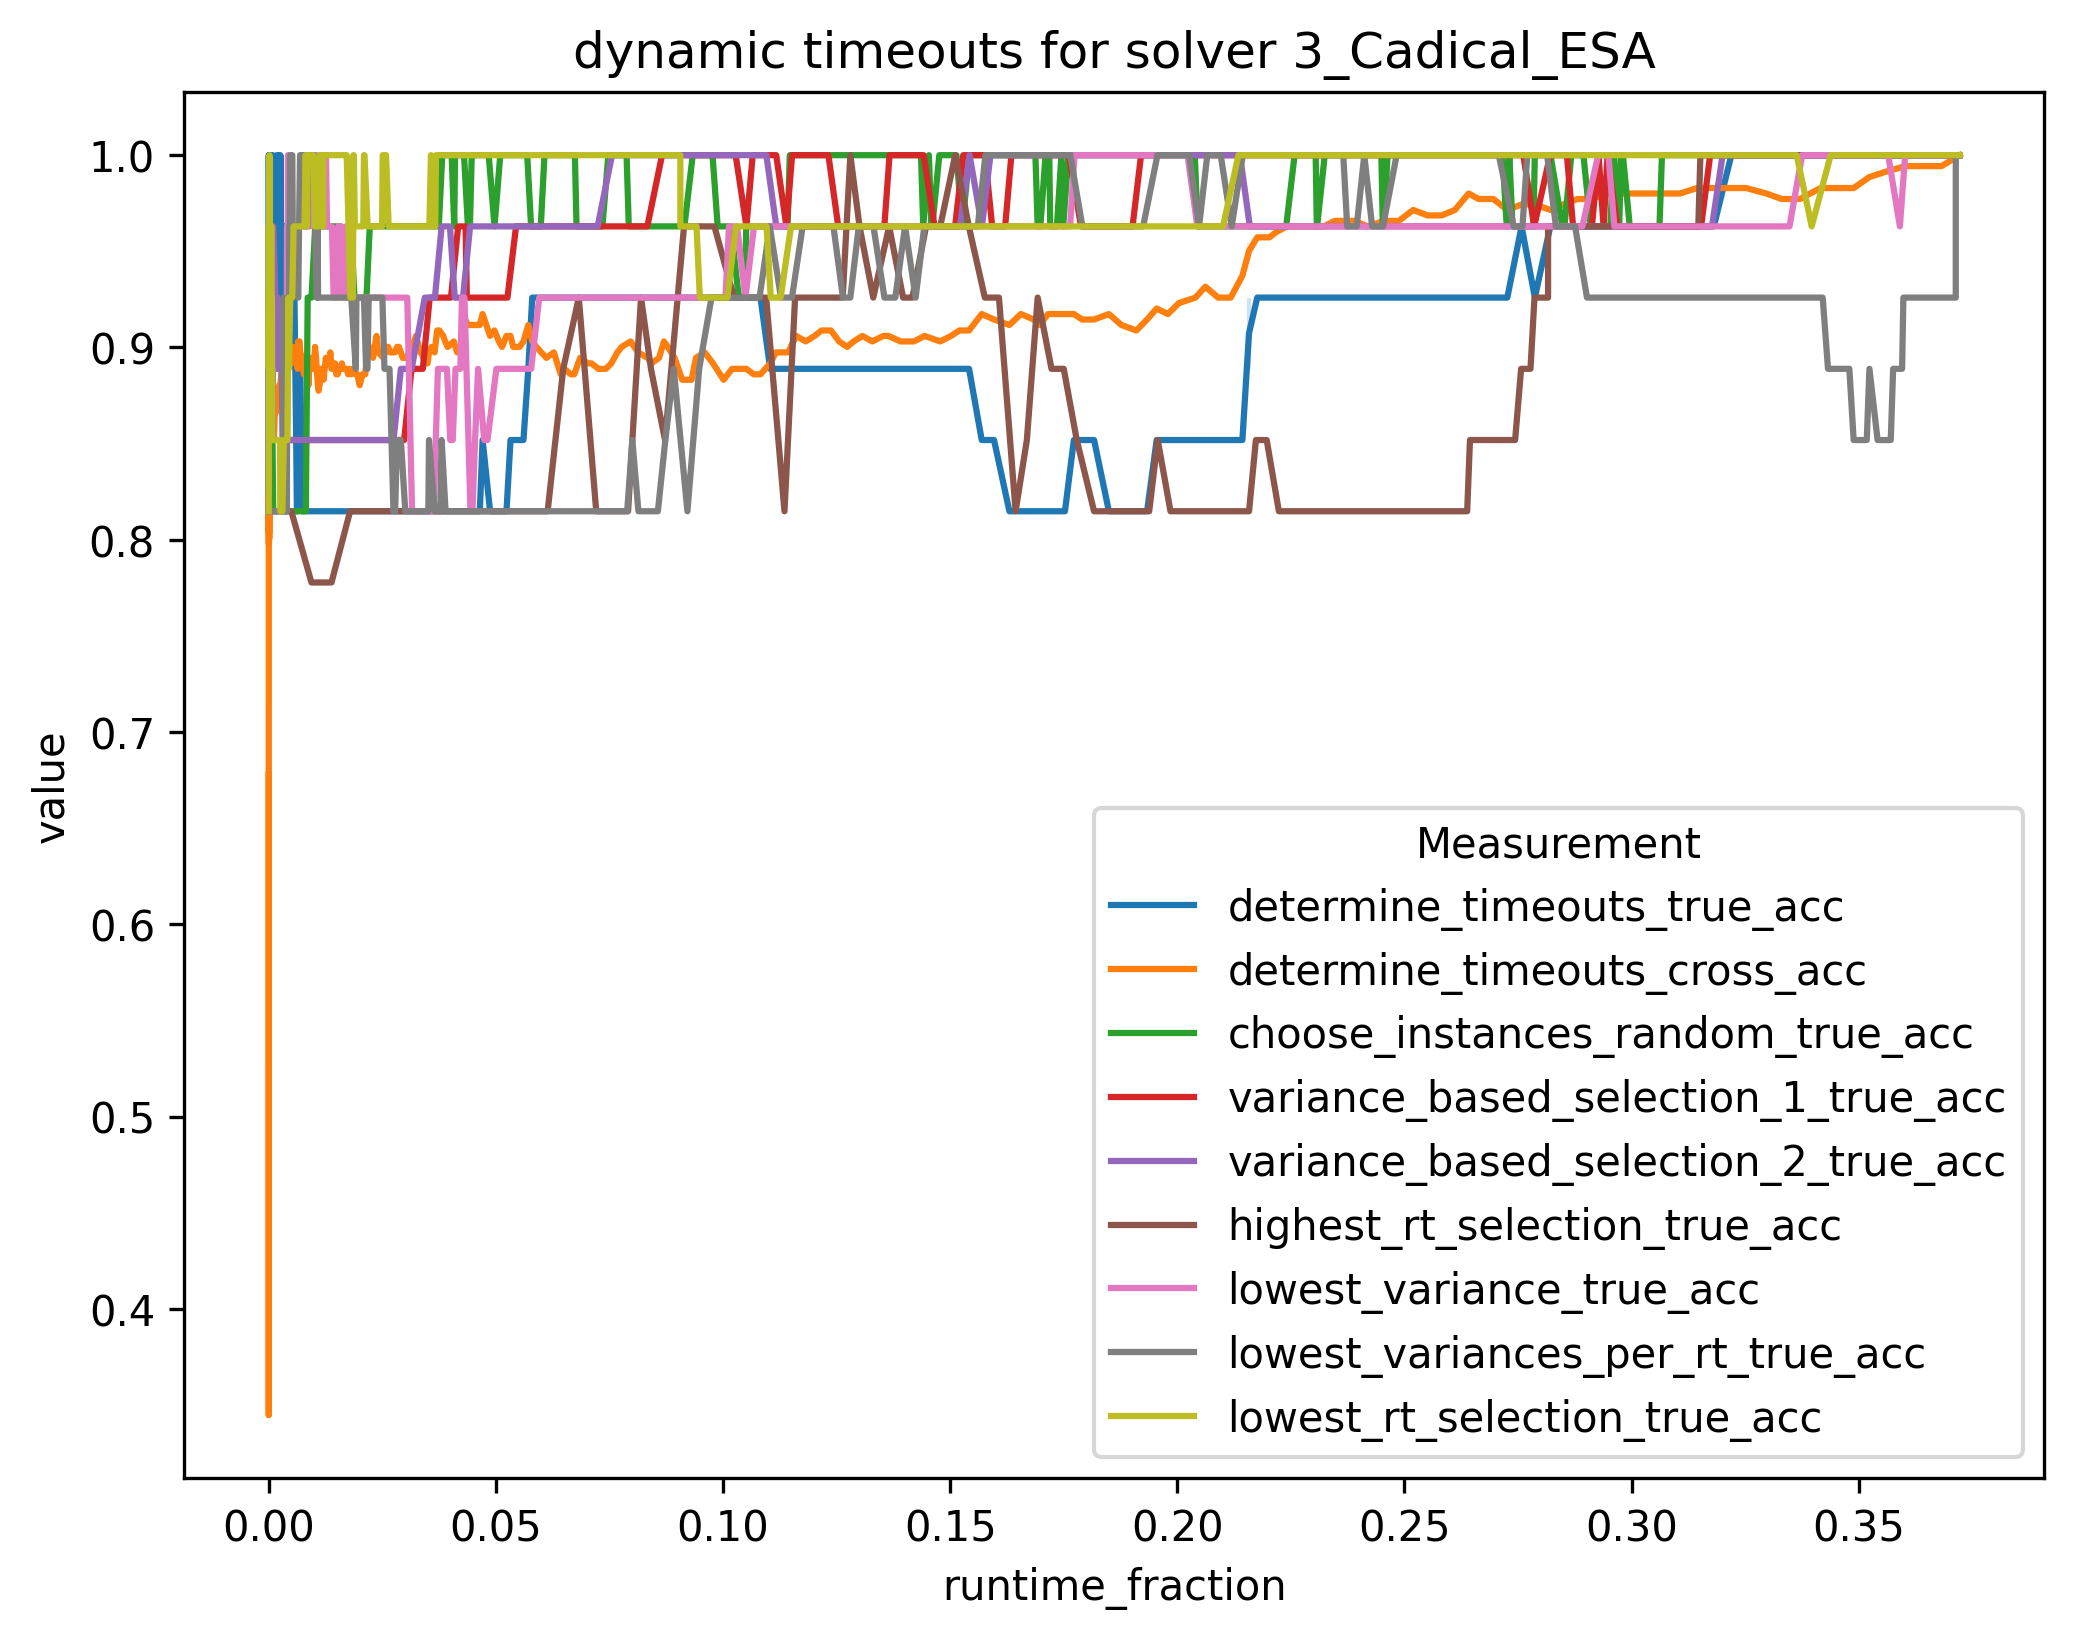 dynamic timeouts for solver 3_Cadical_ESA
1.0
0.9
0.8
0.7
0.6
0.5
0.4
value
Measurement
determine_timeouts_true_acc
determine_timeouts_cross_acc
choose_instances_random_true_acc
variance_based_selection_1_true_acc
variance_based_selection_2_true_acc
highest_rt_selection_true_acc
lowest_variance_true_acc
lowest_variances_per_rt_true_acc
lowest_rt_selection_true_acc
0.00 0.05 0.10 0.15 0.20 0.25 0.30 0.35
runtime_fraction